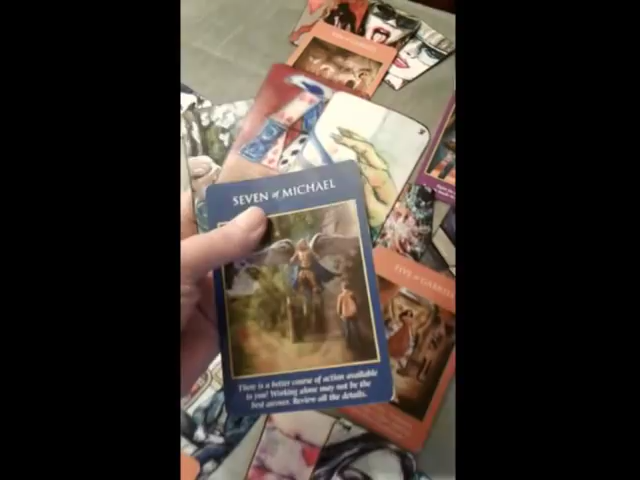 SEVEN of MICHAEL
There is a better course of action available
to you! Working alone may not be the
best answer. Review all the details.
FIVE of GABRIEL